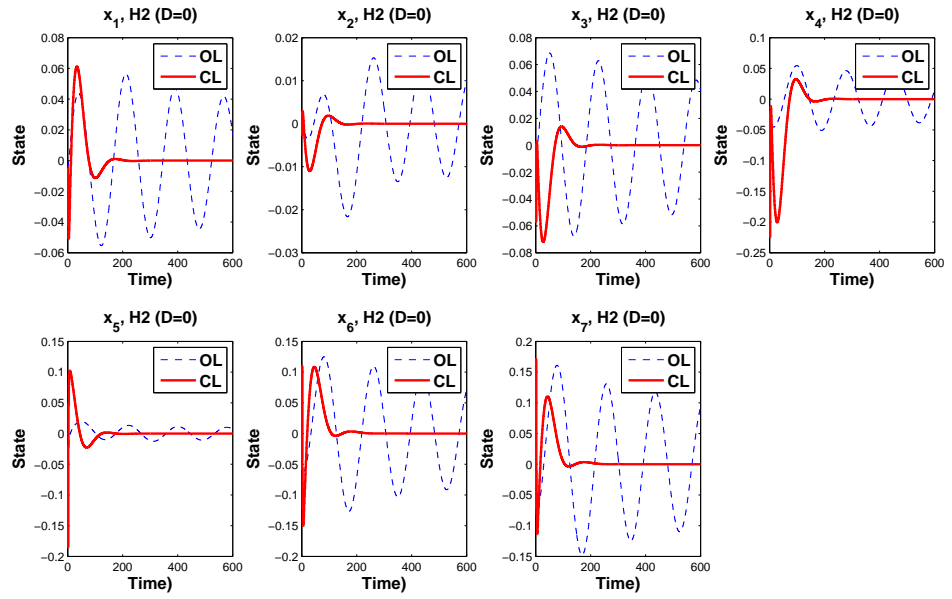 x₁, H2 (D=0)
0.08
0.06
0.04
0.02
0
−0.02
−0.04
−0.06
State
OL
CL
0 200 400 600
Time)
x₂, H2 (D=0)
0.02
0.01
0
−0.01
−0.02
−0.03
State
OL
CL
0 200 400 600
Time)
x₃, H2 (D=0)
0.08
0.06
0.04
0.02
0
−0.02
−0.04
−0.06
−0.08
State
OL
CL
0 200 400 600
Time)
x₄, H2 (D=0)
0.1
0.05
0
−0.05
−0.1
−0.15
−0.2
−0.25
State
OL
CL
0 200 400 600
Time)
x₅, H2 (D=0)
0.15
0.1
0.05
0
−0.05
−0.1
−0.15
−0.2
State
OL
CL
0 200 400 600
Time)
x₆, H2 (D=0)
0.15
0.1
0.05
0
−0.05
−0.1
−0.15
−0.2
State
OL
CL
0 200 400 600
Time)
x₇, H2 (D=0)
0.2
0.15
0.1
0.05
0
−0.05
−0.1
−0.15
State
OL
CL
0 200 400 600
Time)